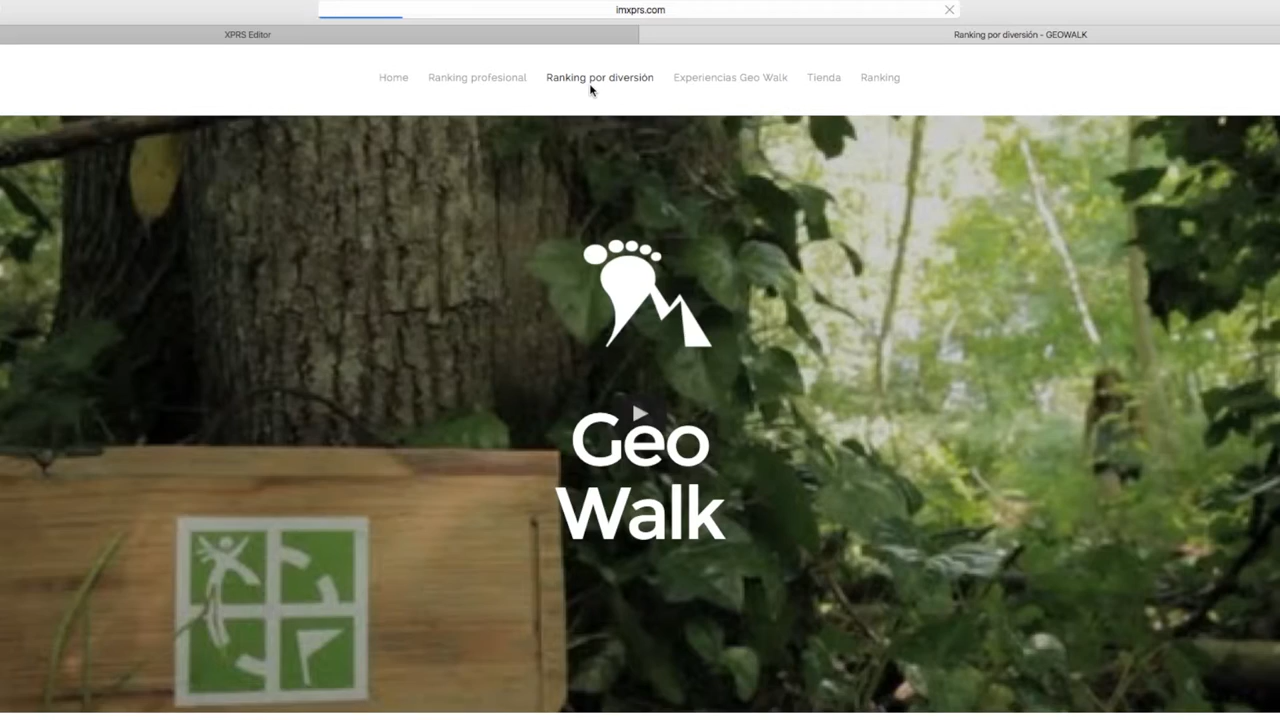 imxprs.com
XPRS Editor
Ranking por diversión - GEOWALK
Home Ranking profesional Ranking por diversión Experiencias Geo Walk Tienda Ranking
Geo
Walk